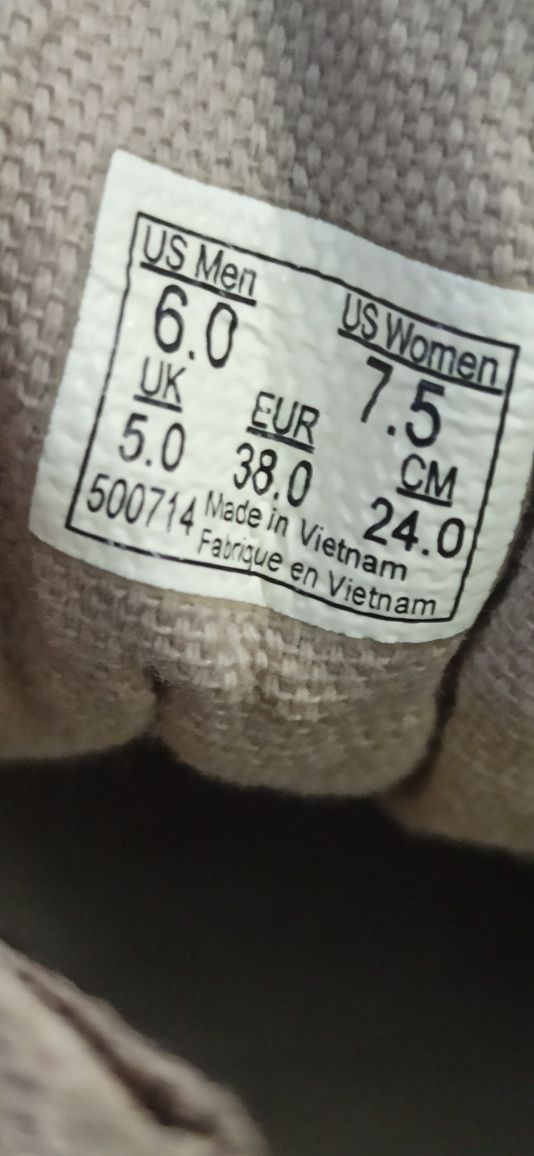 US Men US Women
6.0 7.5
UK EUR CM
5.0 38.0 24.0
500714 Made in Vietnam
Fabrique en Vietnam